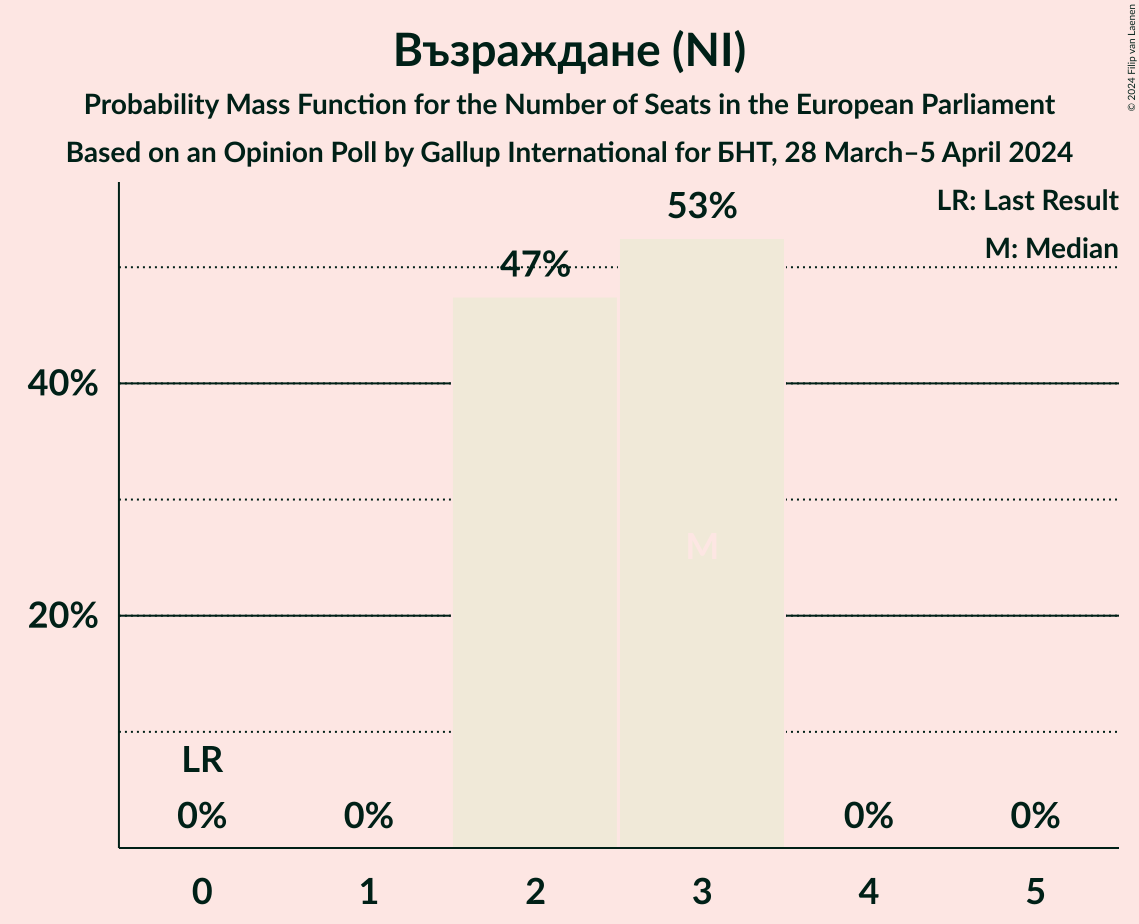 Възраждане (NI)
Probability Mass Function for the Number of Seats in the European Parliament
Based on an Opinion Poll by Gallup International for БНТ, 28 March–5 April 2024
© 2024 Filip van Laenen
LR: Last Result
M: Median
53%
47%
40%
M
20%
LR
0% 0% 0% 0%
0 1 2 3 4 5